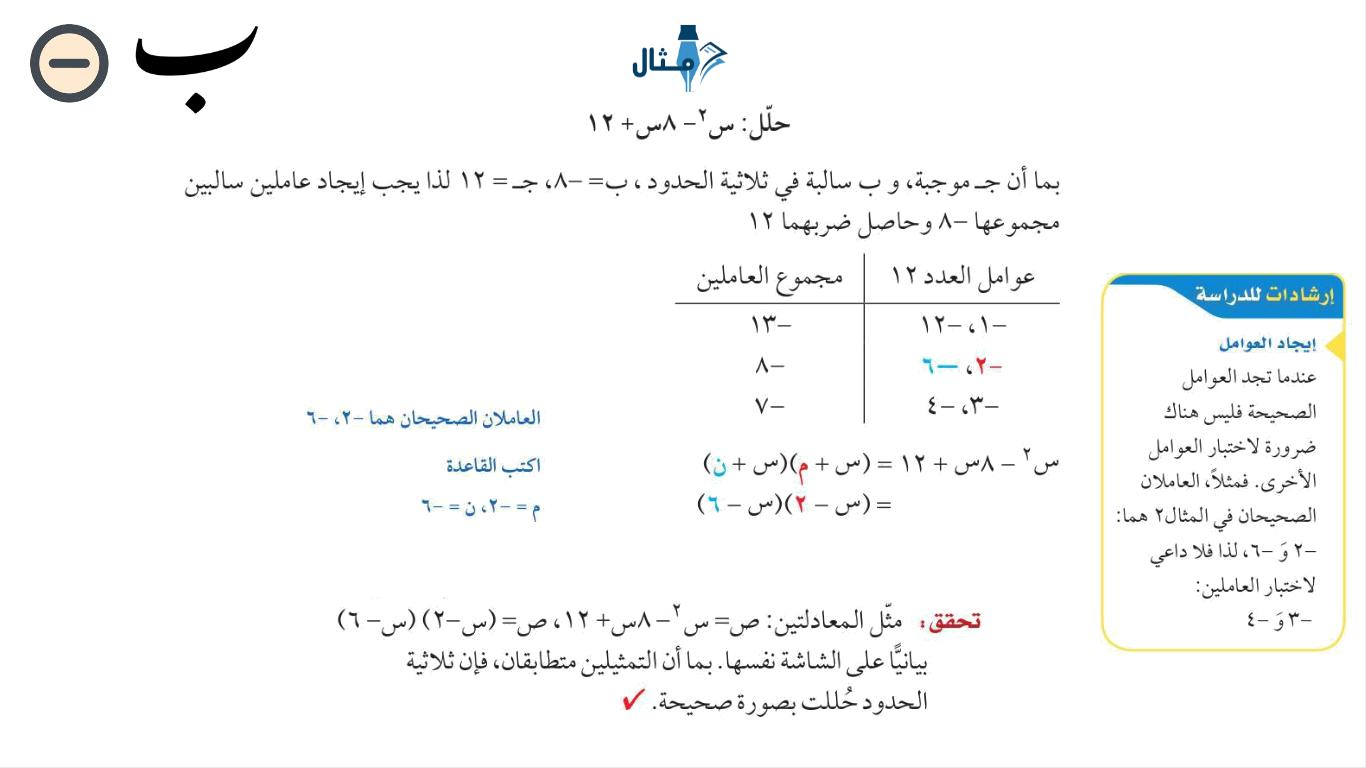 ب
مثال
حلّل: س٢ – ٨س + ١٢
بما أن جـ موجبة، و ب سالبة في ثلاثية الحدود ، ب= –٨، جـ = ١٢ لذا يجب إيجاد عاملين سالبين
مجموعها –٨ وحاصل ضربهما ١٢
عوامل العدد ١٢ مجموع العاملين
–١، –١٢ –١٣
–٢، –٦ –٨
–٣، –٤ –٧
العاملان الصحيحان هما –٢، –٦
س٢ – ٨س + ١٢ = (س + م)(س + ن) اكتب القاعدة
= (س – ٢)(س – ٦) م = –٢، ن = –٦
تحقق: مثّل المعادلتين: ص= س٢– ٨س+ ١٢، ص= (س–٢) (س– ٦)
بيانيًّا على الشاشة نفسها. بما أن التمثيلين متطابقان، فإن ثلاثية
الحدود حُللت بصورة صحيحة. ✓
إرشادات للدراسة
إيجاد العوامل
عندما تجد العوامل
الصحيحة فليس هناك
ضرورة لاختبار العوامل
الأخرى. فمثلاً، العاملان
الصحيحان في المثال٢ هما:
–٢ وَ –٦، لذا فلا داعي
لاختبار العاملين:
–٣ وَ –٤